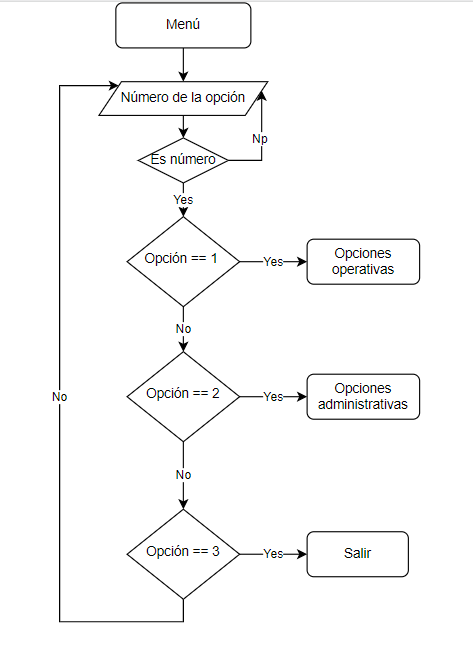 Menú
Número de la opción
Es número
Np
Yes
Opción == 1
Yes
Opciones
operativas
No
Opción == 2
Yes
Opciones
administrativas
No
No
Opción == 3
Yes
Salir